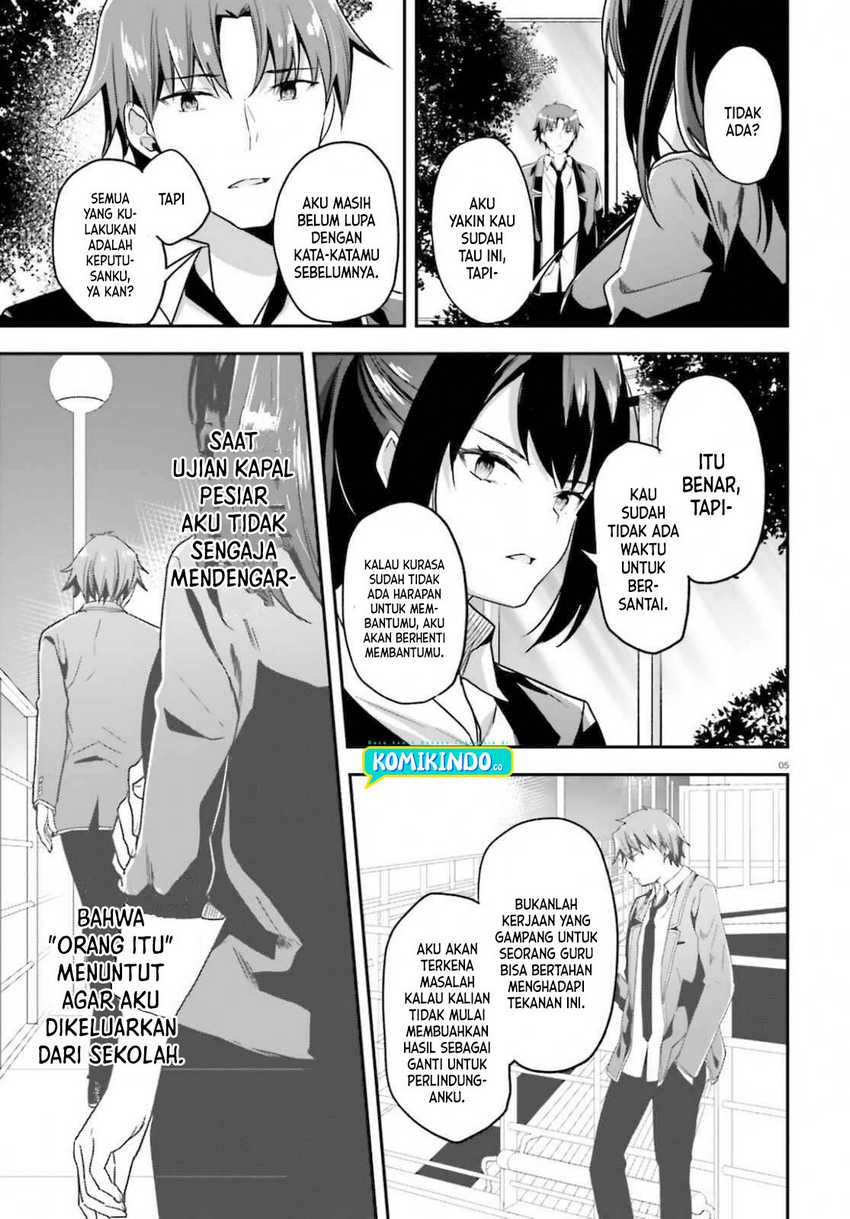 TIDAK
ADA?
AKU
YAKIN KAU
SUDAH
TAU INI,
TAPI-
AKU MASIH
BELUM LUPA
DENGAN
KATA-KATAMU
SEBELUMNYA.
TAPI
SEMUA
YANG KU-
LAKUKAN
ADALAH
KEPUTU-
SANKU,
YA KAN?
ITU
BENAR,
TAPI-
KAU
SUDAH
TIDAK ADA
WAKTU
UNTUK
BER-
SANTAI.
KALAU KURASA
SUDAH TIDAK
ADA HARAPAN
UNTUK MEM-
BANTUMU, AKU
AKAN BERHENTI
MEMBANTUMU.
SAAT
UJIAN KAPAL
PESIAR
AKU TIDAK
SENGAJA
MENDENGAR-
05
KOMIKINDO.CO
BUKANLAH
KERJAAN YANG
GAMPANG UNTUK
SEORANG GURU
BISA BERTAHAN
MENGHADAPI
TEKANAN INI.
AKU AKAN
TERKENA
MASALAH
KALAU KALIAN
TIDAK MULAI
MEMBUAHKAN
HASIL SEBAGAI
GANTI UNTUK
PERLINDUNG-
ANKU.
BAHWA
"ORANG ITU"
MENUNTUT
AGAR AKU
DIKELUARKAN
DARI SEKOLAH.